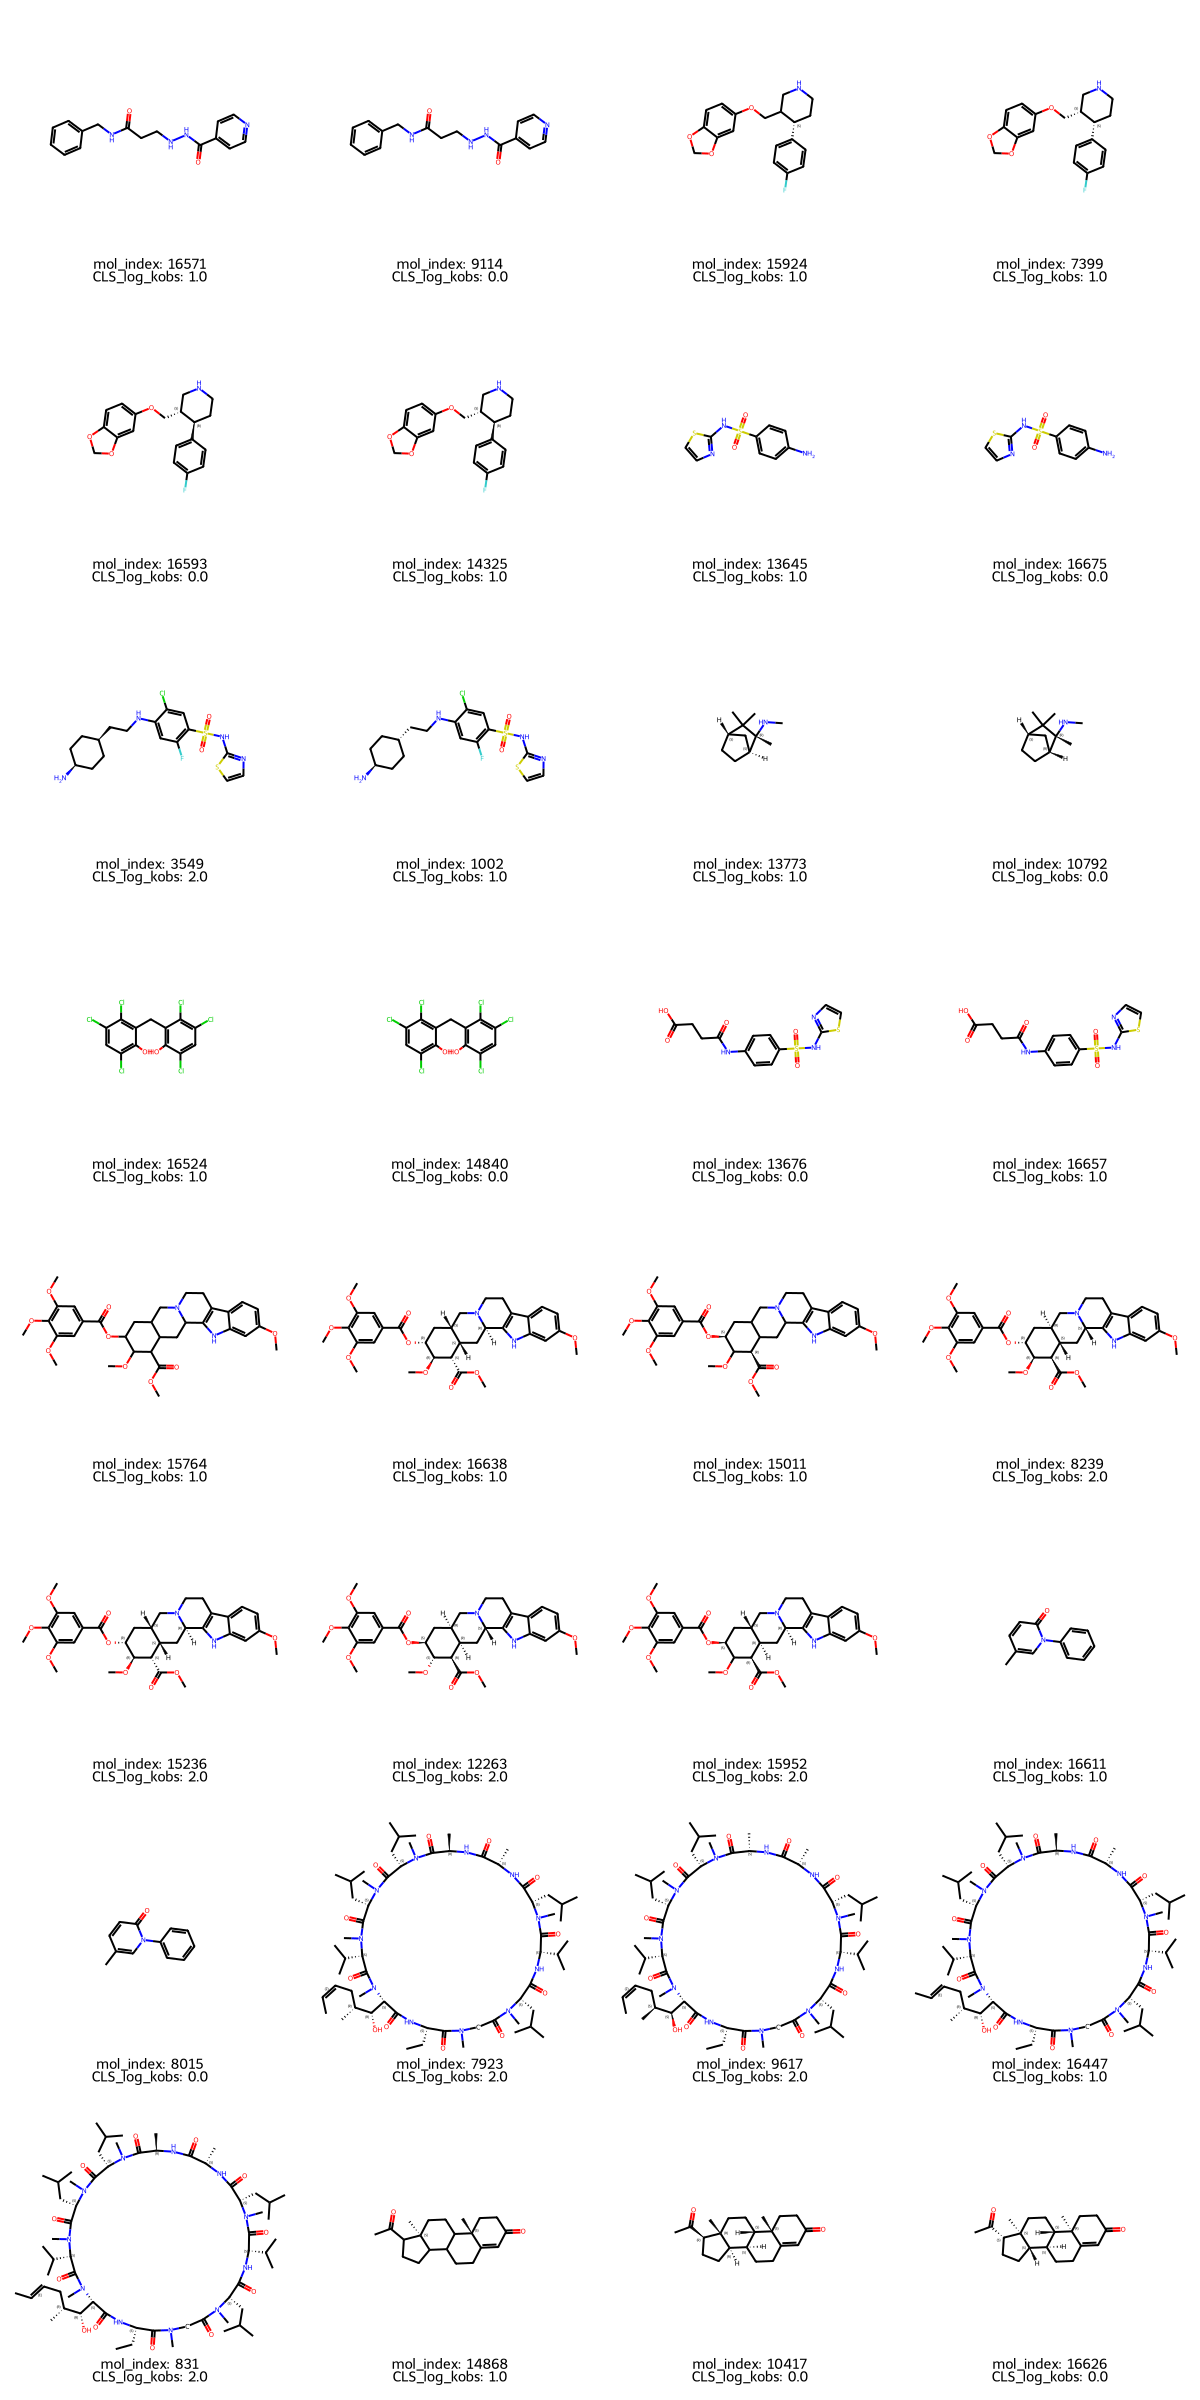 mol_index: 16571
CLS_log_kobs: 1.0
mol_index: 9114
CLS_log_kobs: 0.0
mol_index: 15924
CLS_log_kobs: 1.0
mol_index: 7399
CLS_log_kobs: 1.0
mol_index: 16593
CLS_log_kobs: 0.0
mol_index: 14325
CLS_log_kobs: 1.0
mol_index: 13645
CLS_log_kobs: 1.0
mol_index: 16675
CLS_log_kobs: 0.0
mol_index: 3549
CLS_log_kobs: 2.0
mol_index: 1002
CLS_log_kobs: 1.0
mol_index: 13773
CLS_log_kobs: 1.0
mol_index: 10792
CLS_log_kobs: 0.0
mol_index: 16524
CLS_log_kobs: 1.0
mol_index: 14840
CLS_log_kobs: 0.0
mol_index: 13676
CLS_log_kobs: 0.0
mol_index: 16657
CLS_log_kobs: 1.0
mol_index: 15764
CLS_log_kobs: 1.0
mol_index: 16638
CLS_log_kobs: 1.0
mol_index: 15011
CLS_log_kobs: 1.0
mol_index: 8239
CLS_log_kobs: 2.0
mol_index: 15236
CLS_log_kobs: 2.0
mol_index: 12263
CLS_log_kobs: 2.0
mol_index: 15952
CLS_log_kobs: 2.0
mol_index: 16611
CLS_log_kobs: 1.0
mol_index: 8015
CLS_log_kobs: 0.0
mol_index: 7923
CLS_log_kobs: 2.0
mol_index: 9617
CLS_log_kobs: 2.0
mol_index: 16447
CLS_log_kobs: 1.0
mol_index: 831
CLS_log_kobs: 2.0
mol_index: 14868
CLS_log_kobs: 1.0
mol_index: 10417
CLS_log_kobs: 0.0
mol_index: 16626
CLS_log_kobs: 0.0